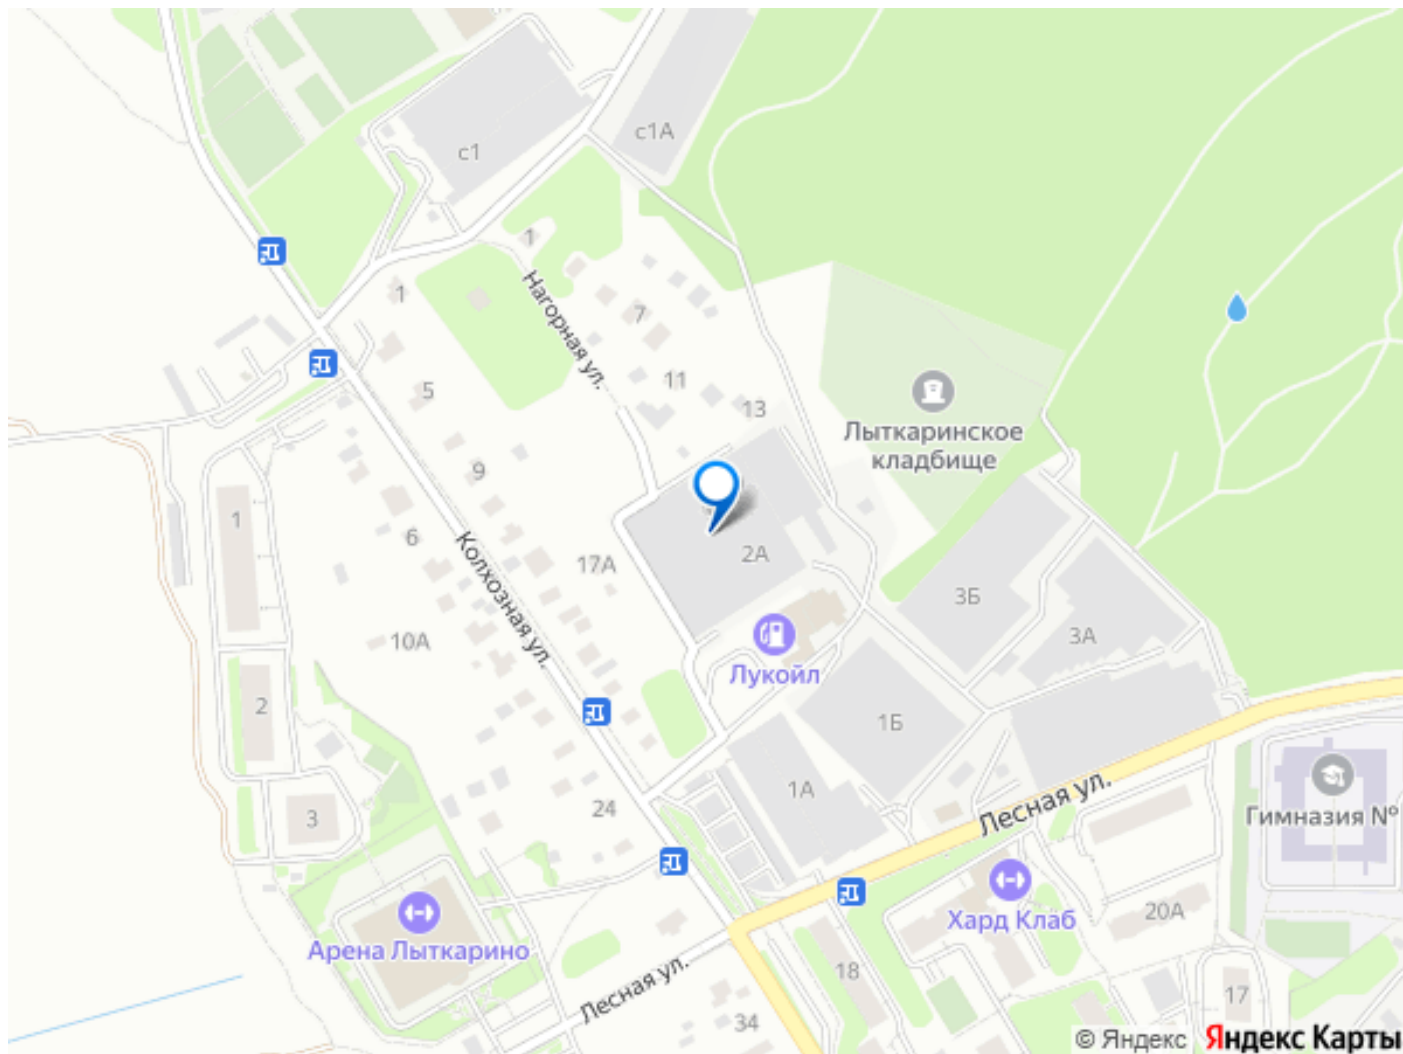 с1А
с1
1
1
Нагорная ул.
7
11
5
13
Лыткаринское
кладбище
9
1
6
Колхозная ул.
17А
2А
3Б
3А
10А
Лукойл
2
1Б
1А
Лесная ул.
24
3
Гимназия №
Хард Клаб
20А
Арена Лыткарино
18
Лесная ул.
17
34
© Яндекс Яндекс Карты